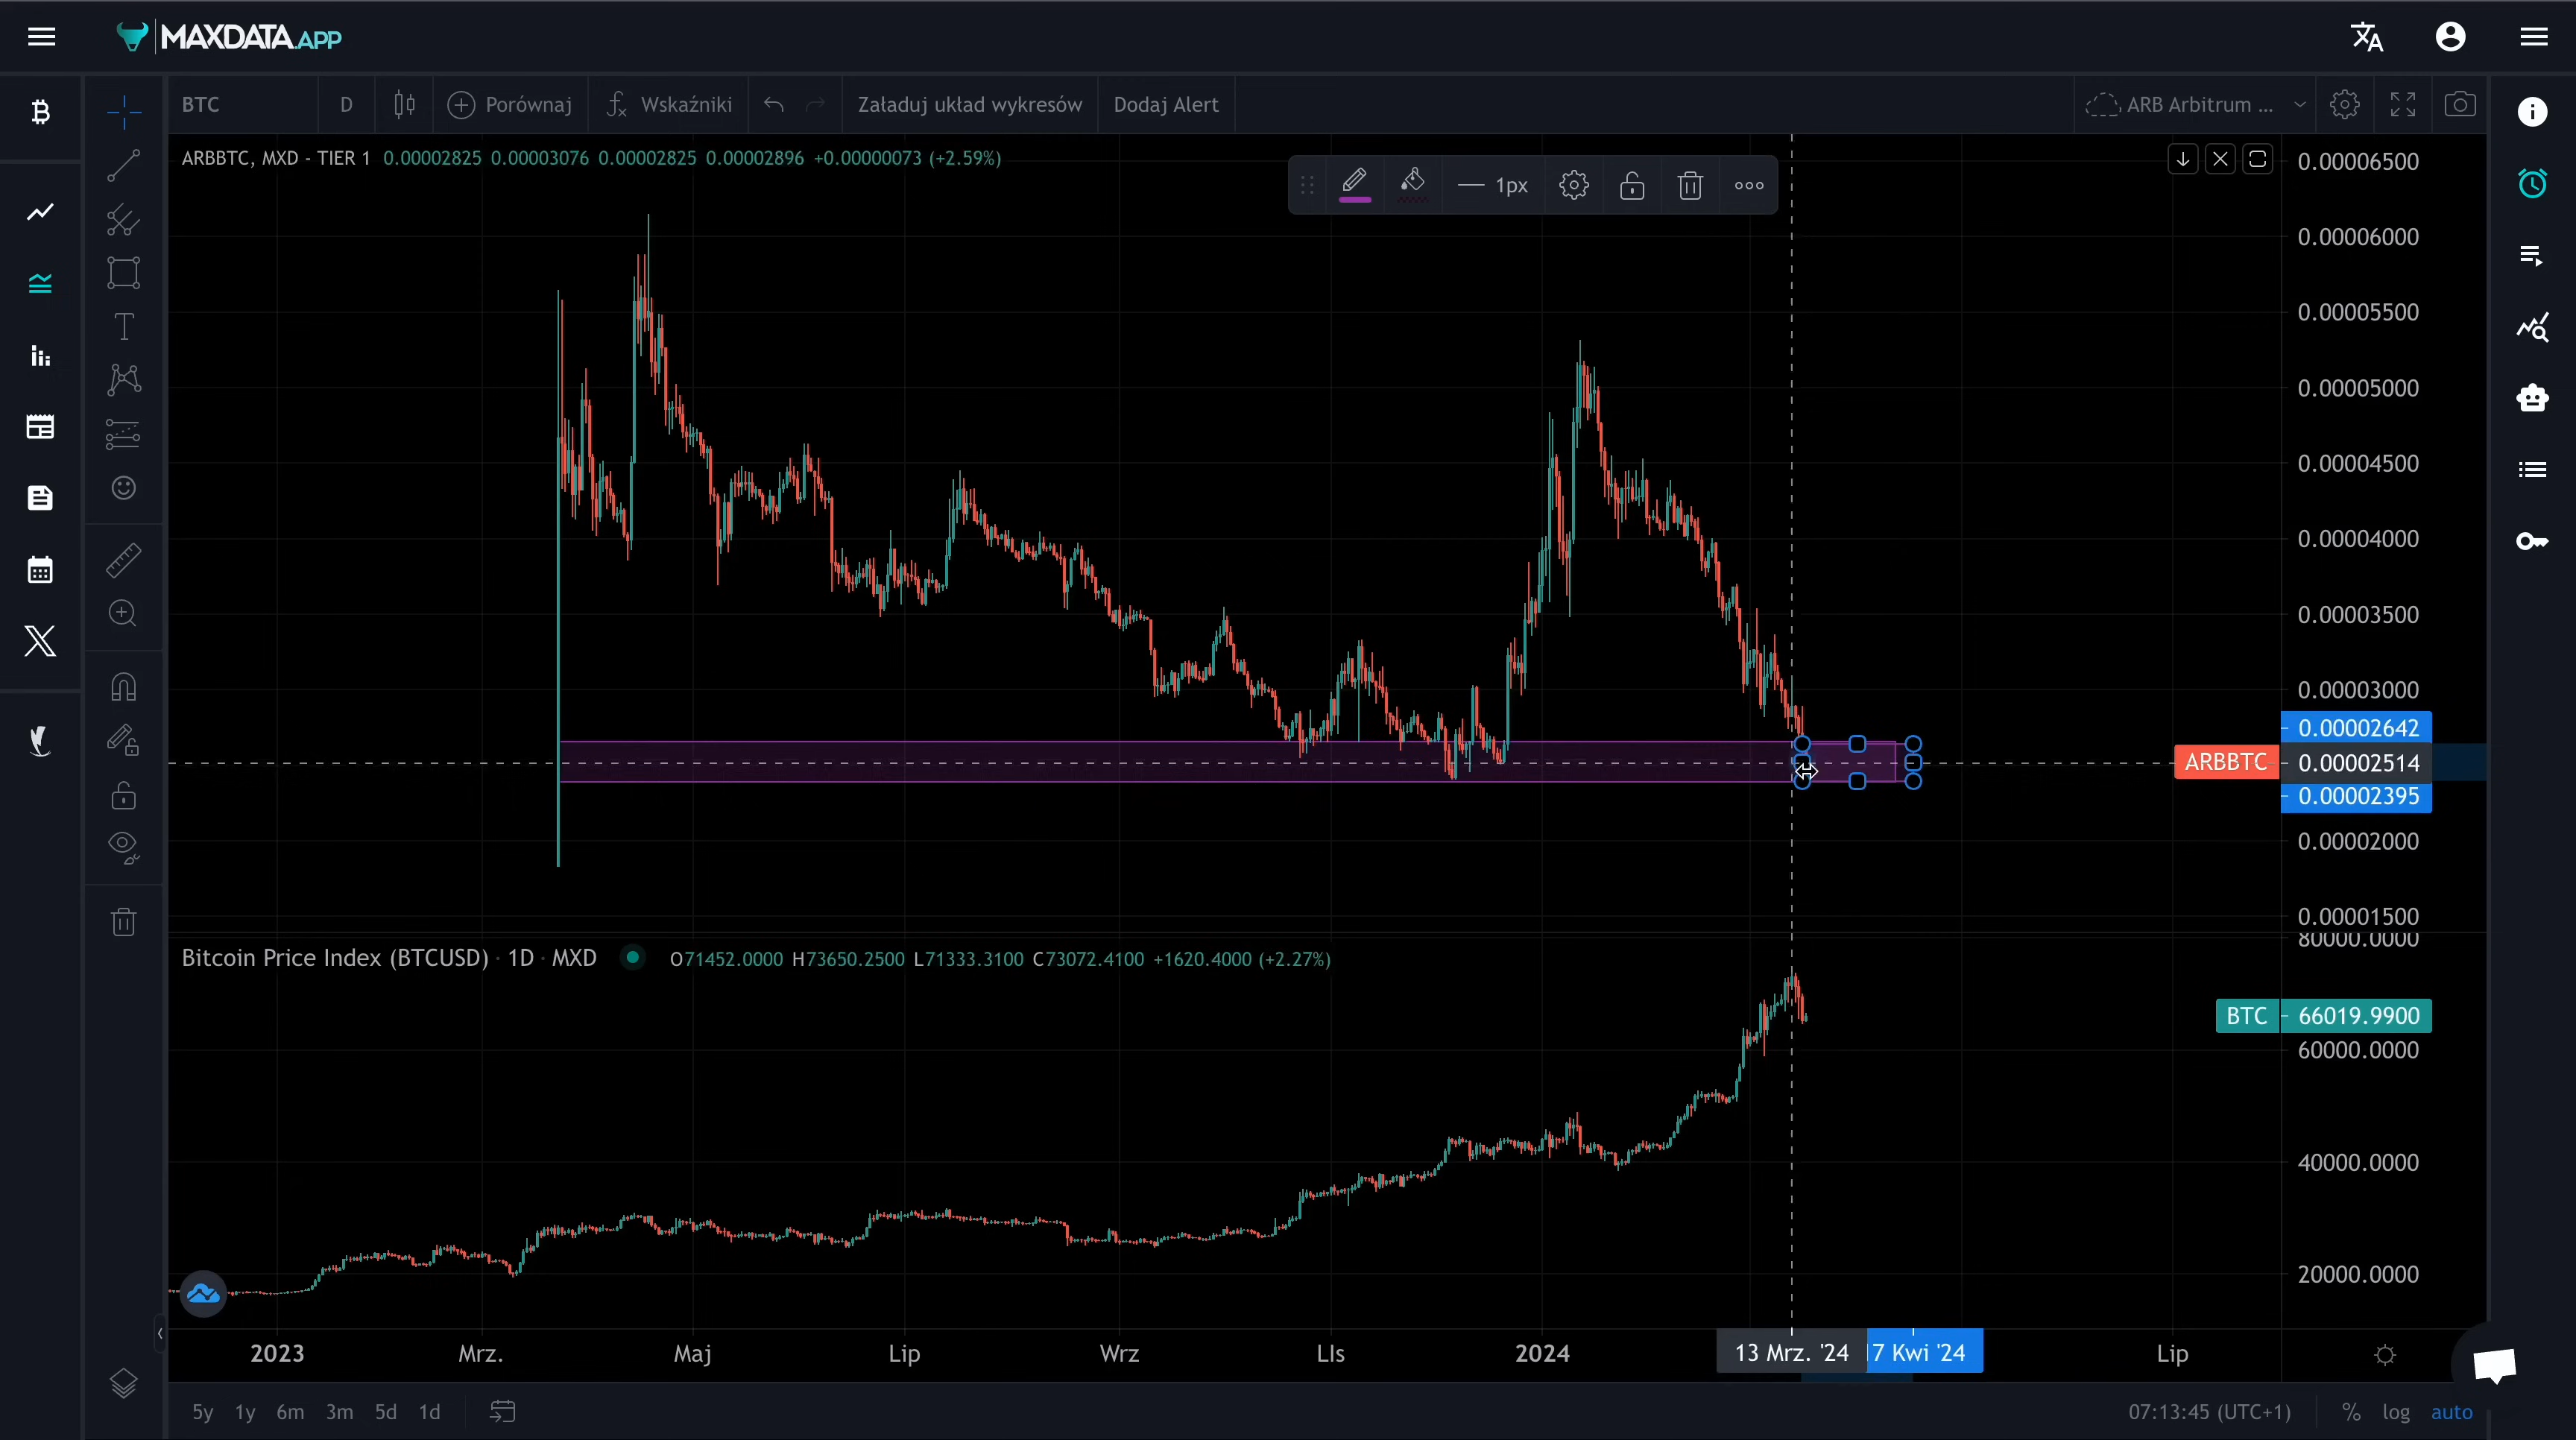 MAXDATA.APP
BTC D Porównaj Wskaźniki Załaduj układ wykresów Dodaj Alert ARB Arbitrum ...
ARBBTC, MXD - TIER 1 0.00002825 0.00003076 0.00002825 0.00002896 +0.00000073 (+2.59%)
1px
0.00006500
0.00006000
0.00005500
0.00005000
0.00004500
0.00004000
0.00003500
0.00003000
0.00002642
ARBBTC 0.00002514
0.00002395
0.00002000
0.00001500
Bitcoin Price Index (BTCUSD) · 1D · MXD O71452.0000 H73650.2500 L71333.3100 C73072.4100 +1620.4000 (+2.27%)
80000.0000
BTC 66019.9900
60000.0000
40000.0000
20000.0000
2023 Mrz. Maj Lip Wrz LIs 2024 13 Mrz. '24 7 Kwi '24 Lip
5y 1y 6m 3m 5d 1d 07:13:45 (UTC+1) % log auto